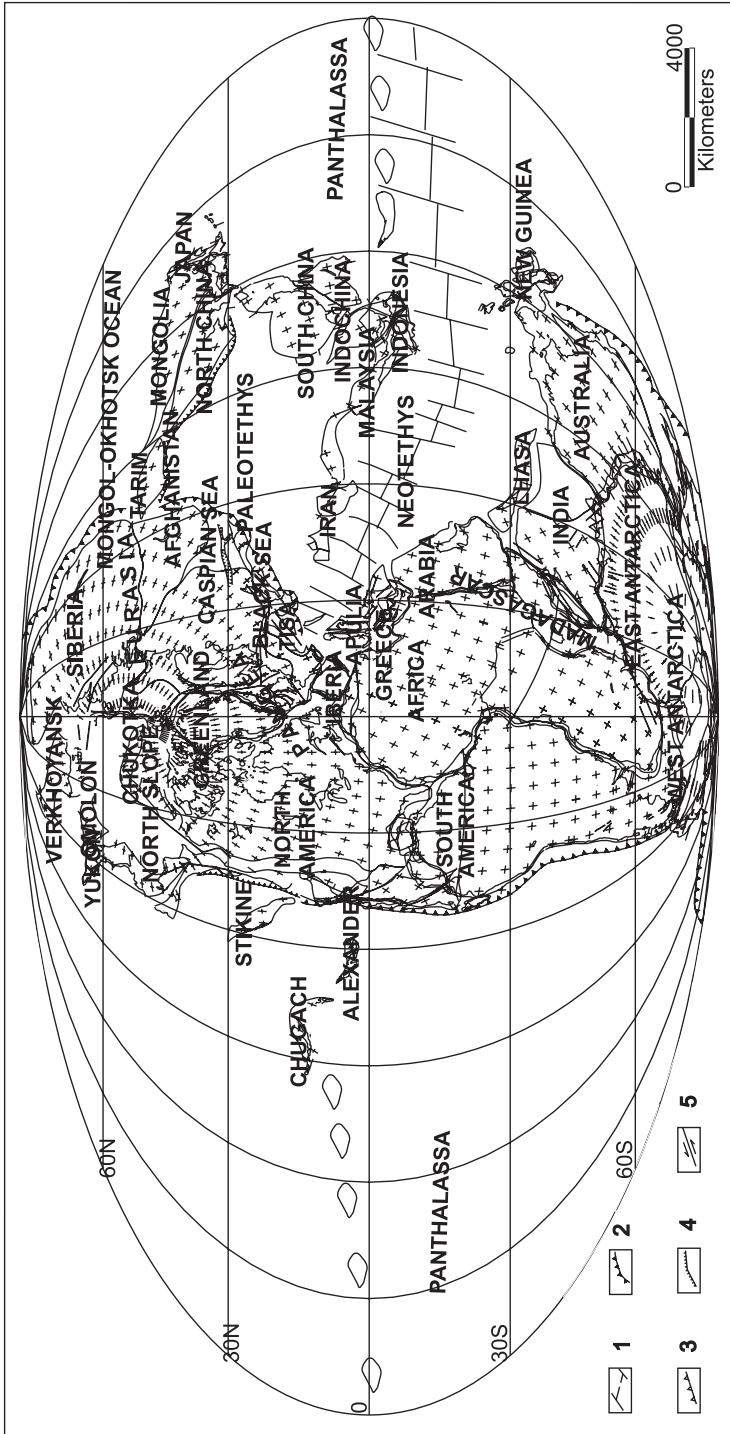 VERKHOYANSK
SIBERIA
OMOLON
YUKON
60N
MONGOL-OKHOTSK OCEAN
CHUKOTKA
EURASIA
TARIM
NORTH SLOPE
MONGOLIA
JAPAN
AFGHANISTAN
NORTH CHINA
GREENLAND
CASPIAN SEA
30N
STIKINE
PALEOTETHYS
BLACK SEA
TISA
NORTH
AMERICA
CHUGACH
SOUTH CHINA
IBERIA
IRAN
INDOCHINA
PANTHALASSA
ALEXANDER
APULIA
MALAYSIA
0
GREECE
NEOTETHYS
INDONESIA
AFRICA
ARABIA
PANTHALASSA
SOUTH
AMERICA
MADAGASCAR
LHASA
NEW GUINEA
30S
INDIA
AUSTRALIA
EAST ANTARCTICA
60S
WEST ANTARCTICA
1
2
3
4
5
0
4000
Kilometers